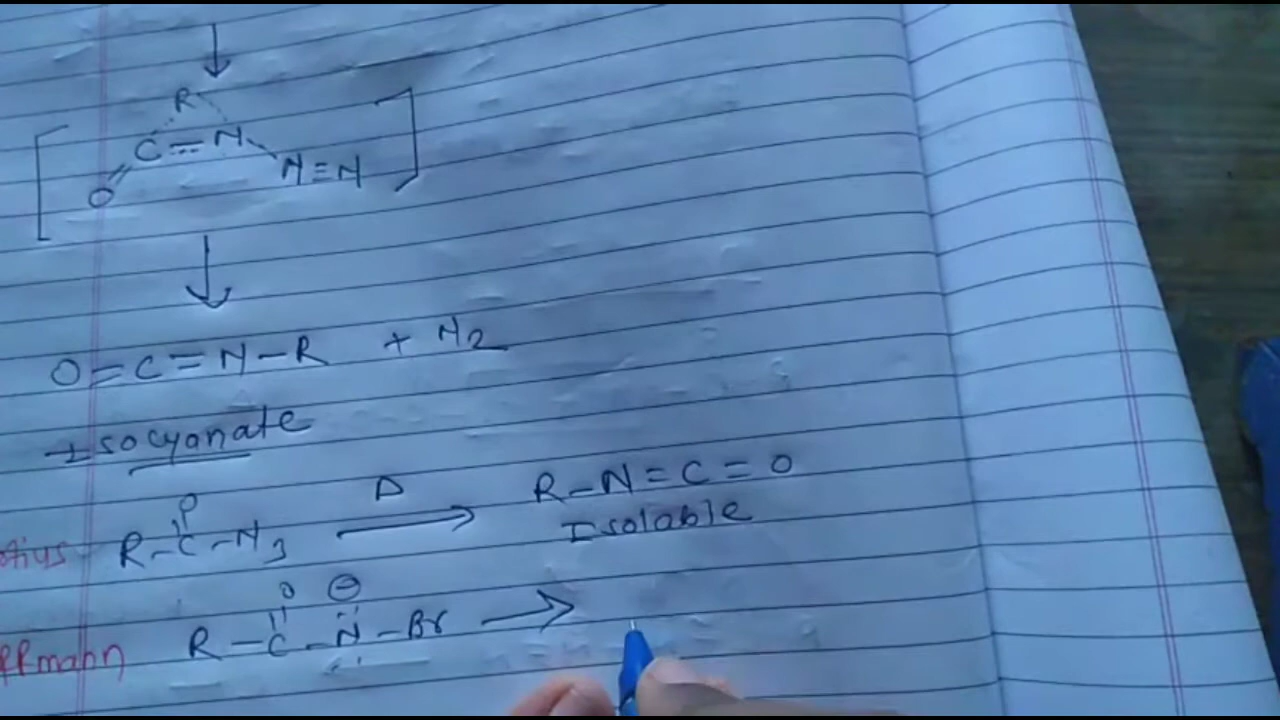 R
C = N
O N ≡ N
O = C = N - R + N2
Isocyanate
R - C - N3 Δ R - N = C = O
O
Isolable
O ⊖
R - C - N̈ - Br